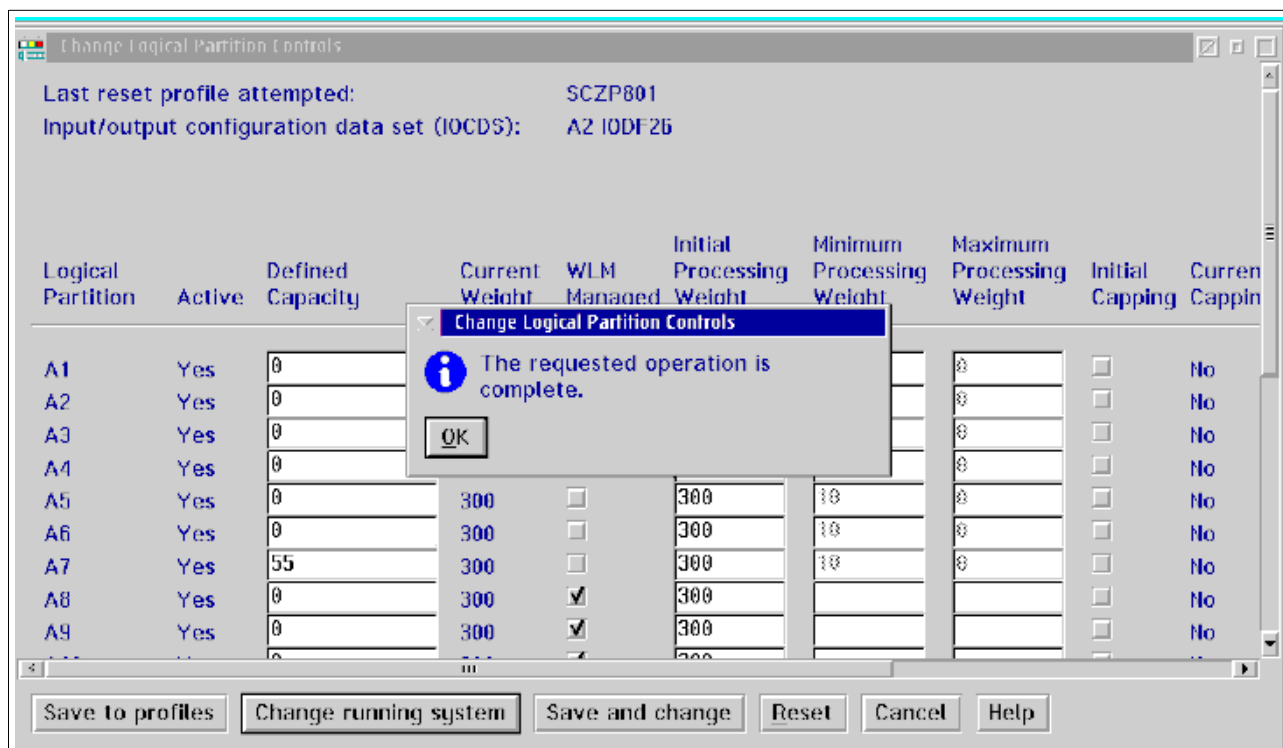 Change Logical Partition Controls
Last reset profile attempted: SCZP801
Input/output configuration data set (IOCDS): A2 IODF26
Initial Minimum Maximum
Logical Defined Current WLM Processing Processing Processing Initial Curren
Partition Active Capacity Weight Managed Weight Weight Weight Capping Cappin
Change Logical Partition Controls
The requested operation is
complete.
OK
A1 Yes 0 0 No
A2 Yes 0 0 No
A3 Yes 0 0 No
A4 Yes 0 0 No
A5 Yes 0 300 300 10 0 No
A6 Yes 0 300 300 10 0 No
A7 Yes 55 300 300 10 0 No
A8 Yes 0 300 300 No
A9 Yes 0 300 300 No
Save to profiles Change running system Save and change Reset Cancel Help